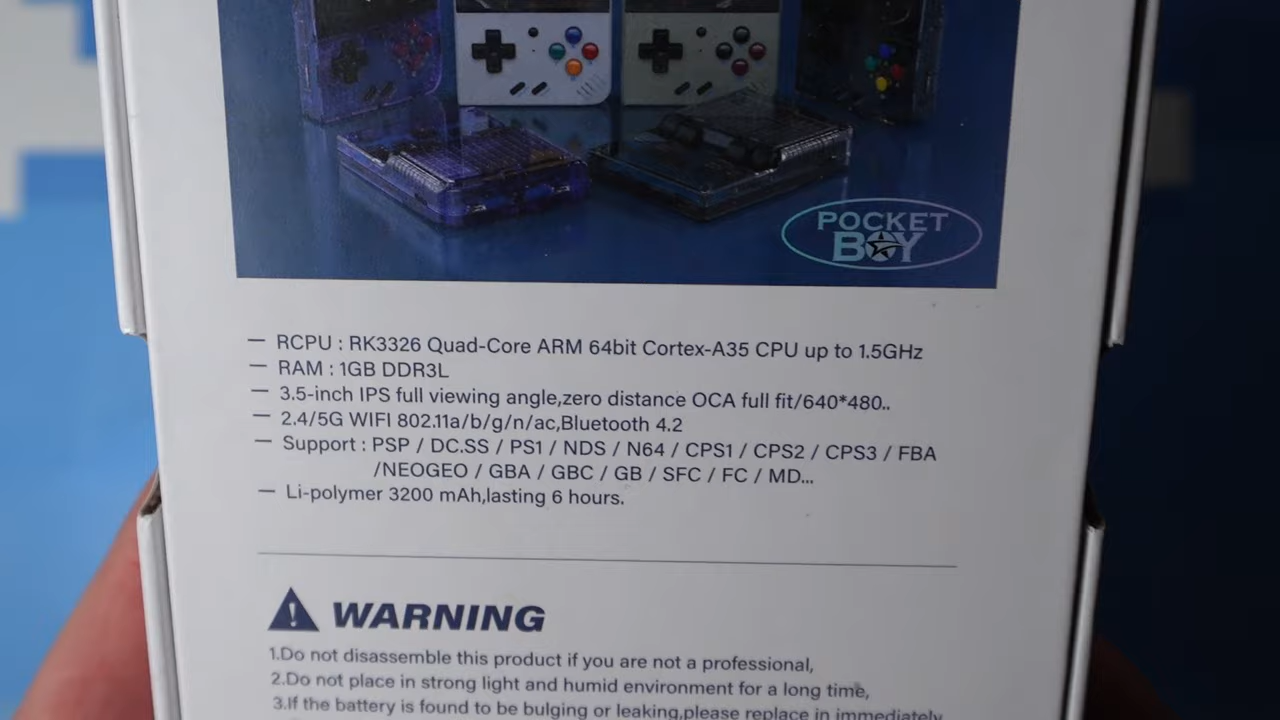 POCKET
BOY
— RCPU : RK3326 Quad-Core ARM 64bit Cortex-A35 CPU up to 1.5GHz
— RAM : 1GB DDR3L
— 3.5-inch IPS full viewing angle,zero distance OCA full fit/640*480..
— 2.4/5G WIFI 802.11a/b/g/n/ac,Bluetooth 4.2
— Support : PSP / DC.SS / PS1 / NDS / N64 / CPS1 / CPS2 / CPS3 / FBA
/NEOGEO / GBA / GBC / GB / SFC / FC / MD...
— Li-polymer 3200 mAh,lasting 6 hours.
WARNING
1.Do not disassemble this product if you are not a professional,
2.Do not place in strong light and humid environment for a long time,
3.If the battery is found to be bulging or leaking,please replace in immediately